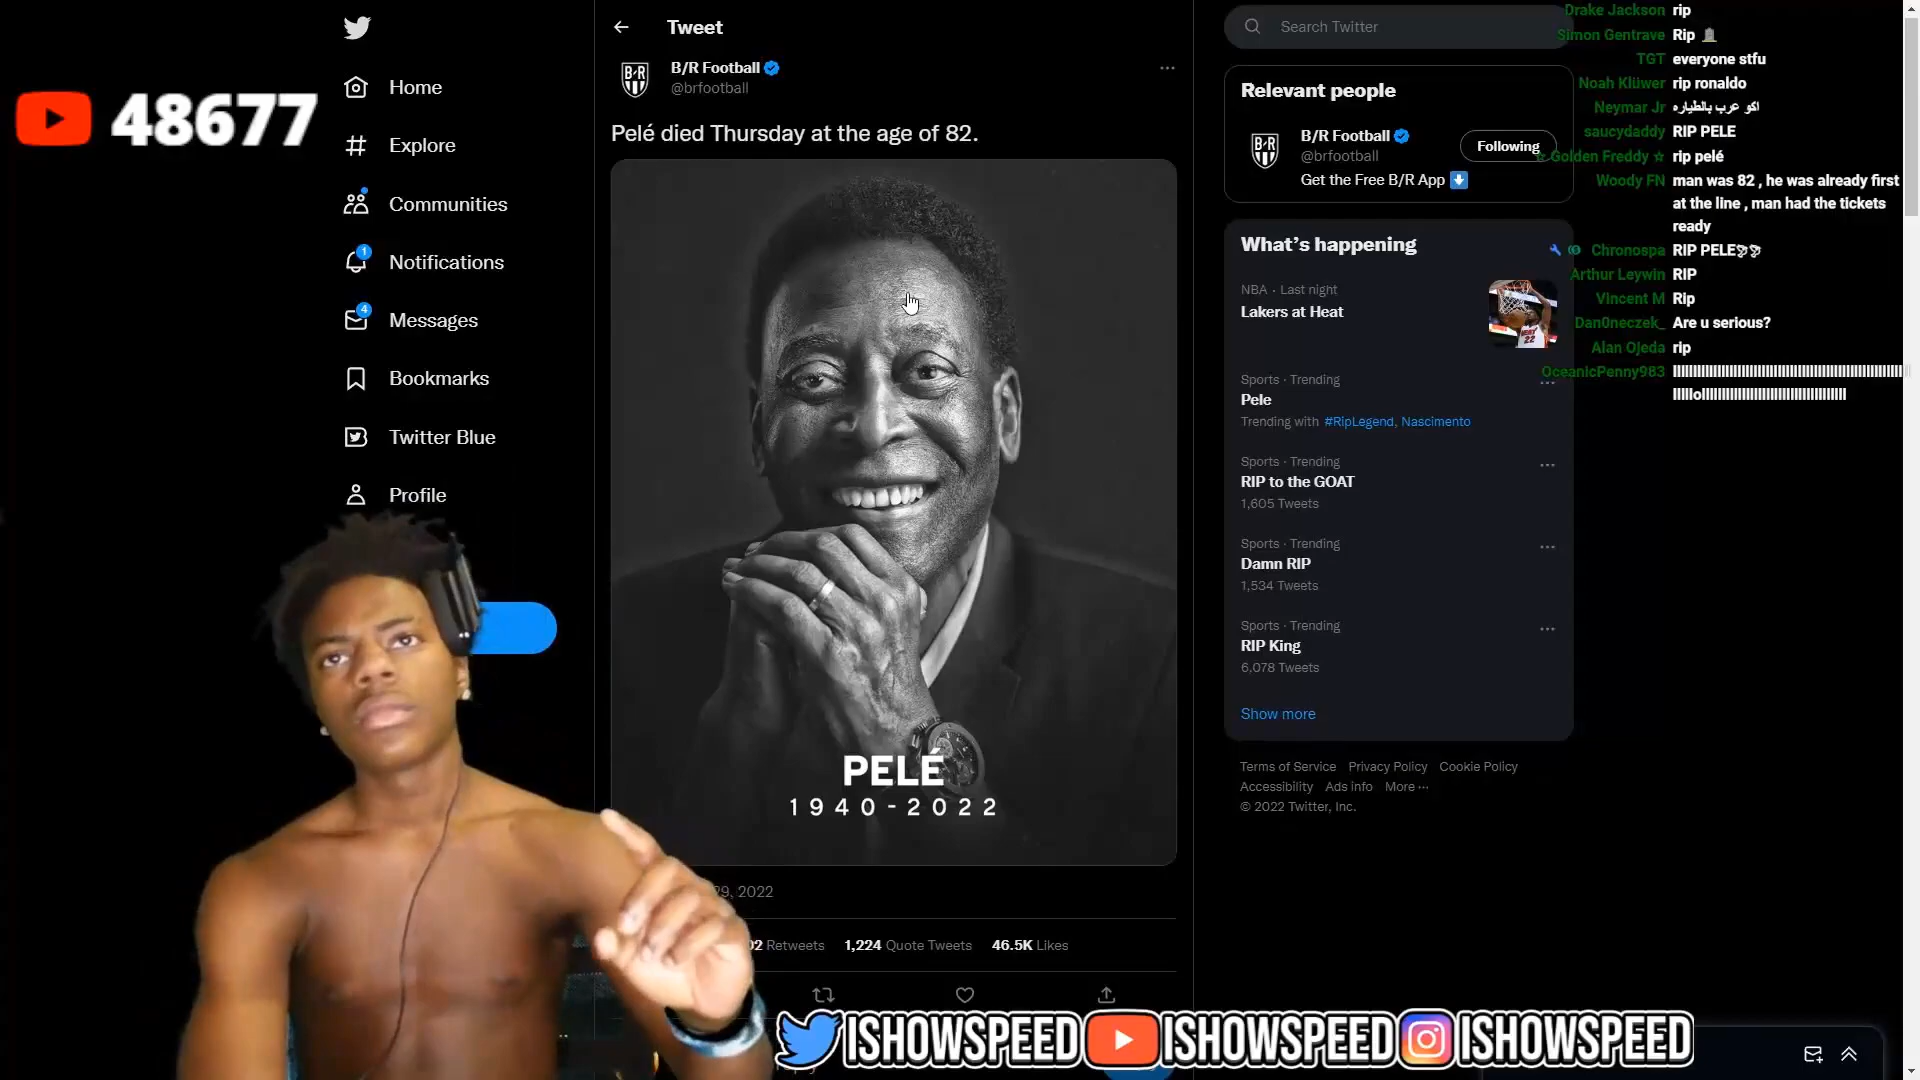 48677
Home
Explore
Communities
1
Notifications
4
Messages
Bookmarks
Twitter Blue
Profile
Tweet
B/R Football
@brfootball
Pelé died Thursday at the age of 82.
B R
PELÉ
1940-2022
29, 2022
02 Retweets 1,224 Quote Tweets 46.5K Likes
Search Twitter
Relevant people
B/R Football
@brfootball
Following
Get the Free B/R App
What's happening
NBA · Last night
Lakers at Heat
22
Sports · Trending
Pele
Trending with #RipLegend, Nascimento
Sports · Trending
RIP to the GOAT
1,605 Tweets
Sports · Trending
Damn RIP
1,534 Tweets
Sports · Trending
RIP King
6,078 Tweets
Show more
Terms of Service Privacy Policy Cookie Policy
Accessibility Ads info More ···
© 2022 Twitter, Inc.
Drake Jackson rip
Simon Gentrave Rip 🪦
TGT everyone stfu
Noah Klüwer rip ronaldo
Neymar Jr اكو عرب بالطياره
saucydaddy RIP PELE
☆ Golden Freddy ☆ rip pelé
Woody FN man was 82 , he was already first
at the line , man had the tickets
ready
Chronospa RIP PELE🕊🕊
Arthur Leywin RIP
Vincent M Rip
Dan0neczek_ Are u serious?
Alan Ojeda rip
OceanicPenny983
ISHOWSPEED ISHOWSPEED ISHOWSPEED